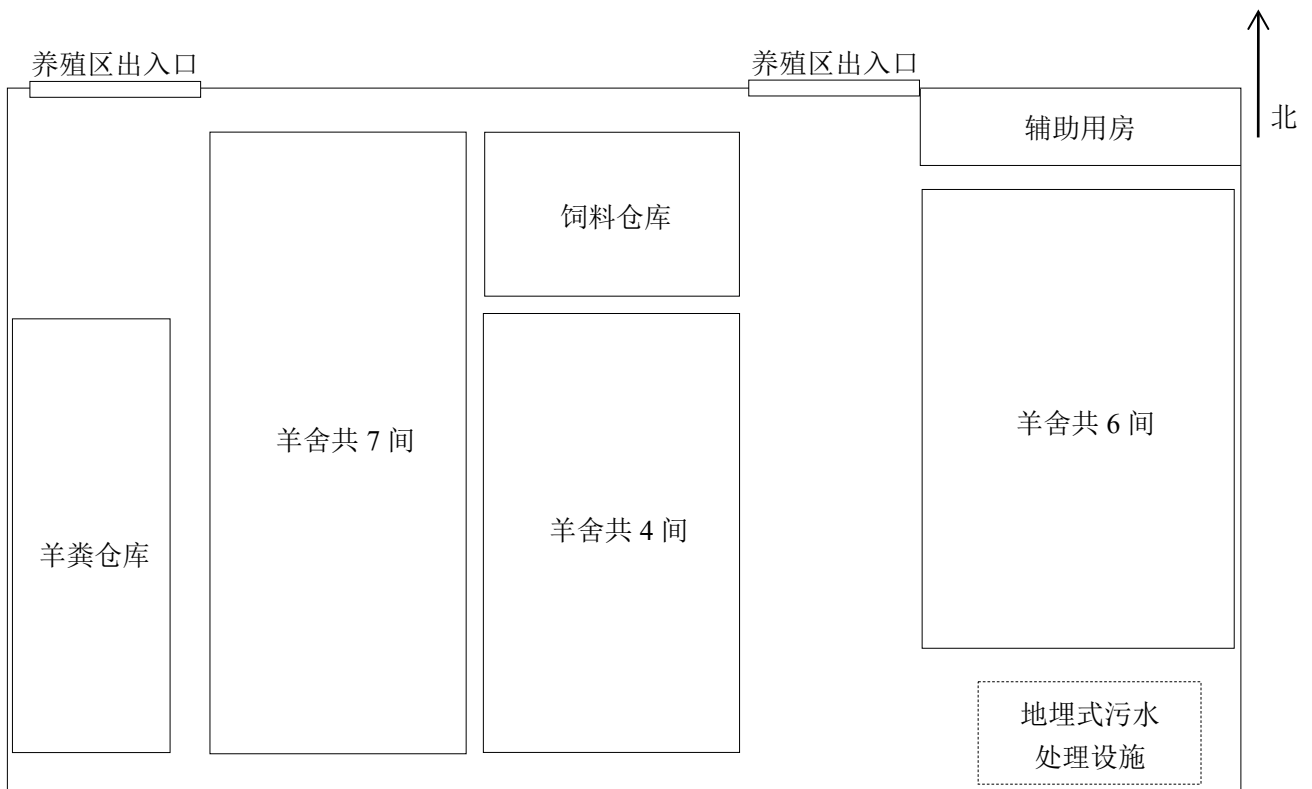 养殖区出入口
养殖区出入口
辅助用房
北
饲料仓库
羊舍共 7 间
羊舍共 6 间
羊舍共 4 间
羊粪仓库
地埋式污水
处理设施